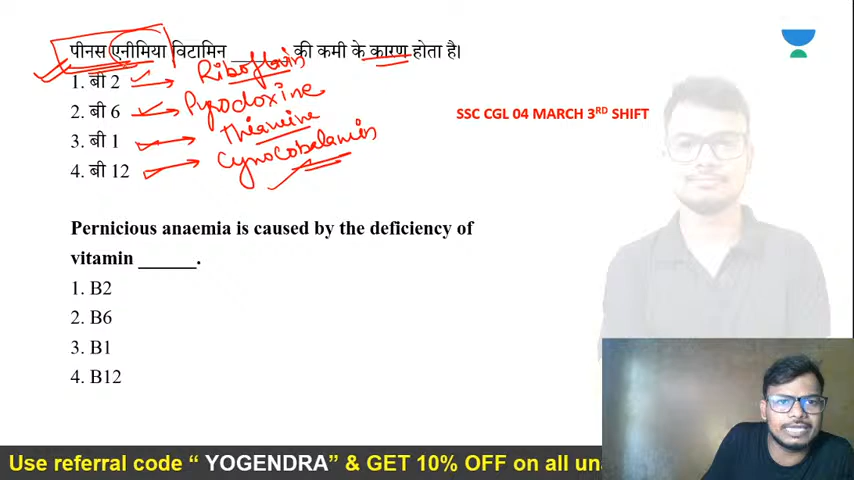 पीनस एनीमिया विटामिन ______ की कमी के कारण होता है।
1. बी 2 → Riboflavin
2. बी 6 → Pyrodoxine
3. बी 1 → Thiamine
4. बी 12 → Cynocobalamin
SSC CGL 04 MARCH 3RD SHIFT
Pernicious anaemia is caused by the deficiency of
vitamin ______.
1. B2
2. B6
3. B1
4. B12
Use referral code “ YOGENDRA” & GET 10% OFF on all